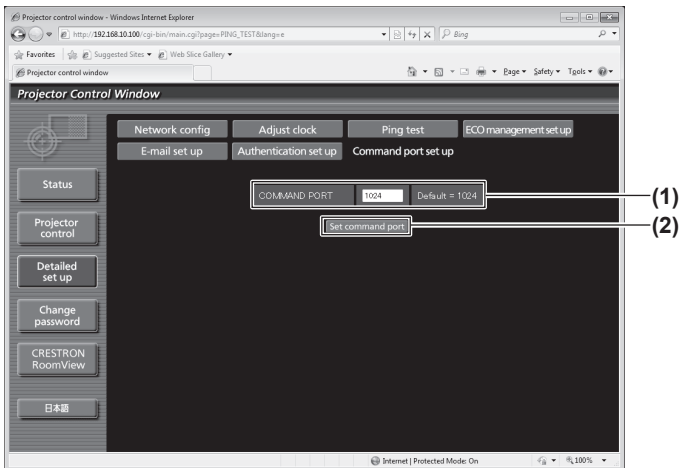 Projector control window - Windows Internet Explorer
http://192.168.10.100/cgi-bin/main.cgi?page=PING_TEST&lang=e
Bing
Favorites Suggested Sites Web Slice Gallery
Projector control window
Page Safety Tools
Projector Control Window
Network config Adjust clock Ping test ECO management set up
E-mail set up Authentication set up Command port set up
Status
COMMAND PORT 1024 Default = 1024
(1)
Set command port
(2)
Projector
control
Detailed
set up
Change
password
CRESTRON
RoomView
日本語
Internet | Protected Mode: On 100%